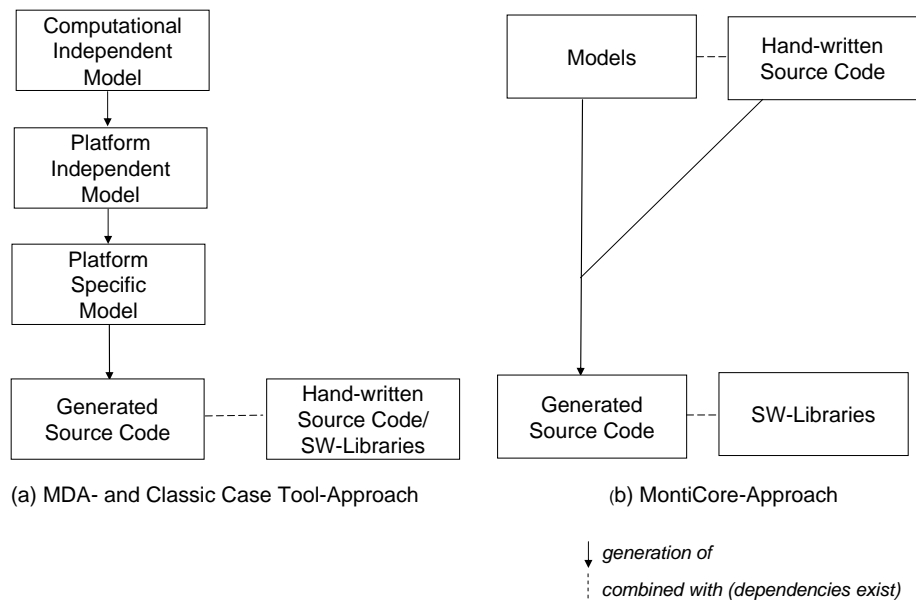 Computational
Independent
Model
Platform
Independent
Model
Platform
Specific
Model
Generated
Source Code
Hand-written
Source Code/
SW-Libraries
(a) MDA- and Classic Case Tool-Approach
Models
Hand-written
Source Code
Generated
Source Code
SW-Libraries
(b) MontiCore-Approach
generation of
combined with (dependencies exist)